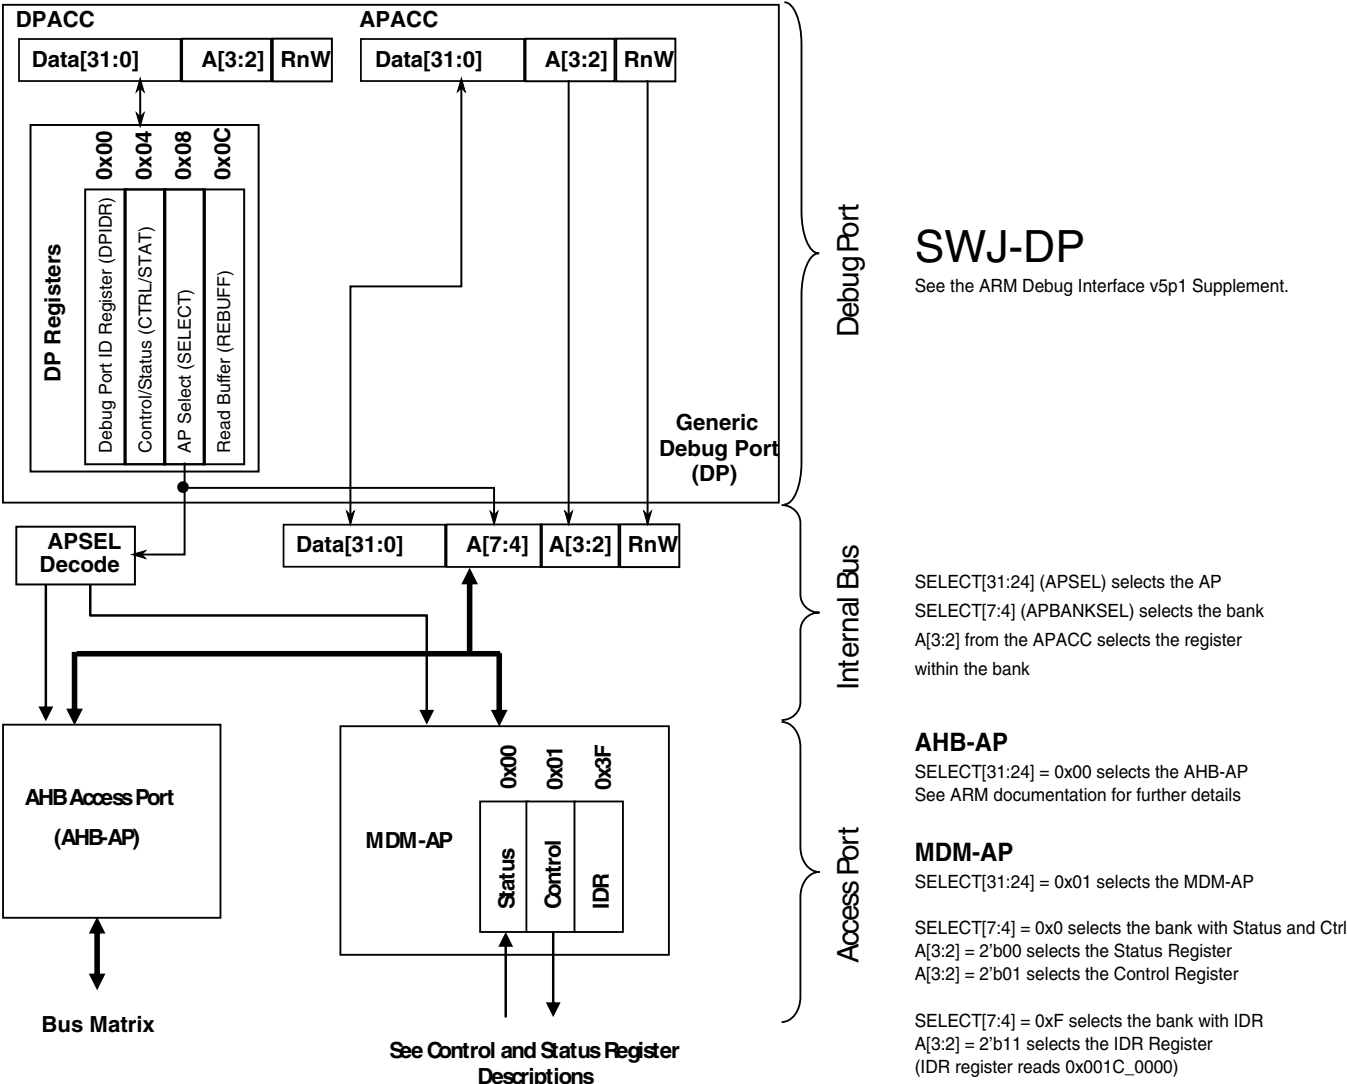 DPACC
Data[31:0] A[3:2] RnW
APACC
Data[31:0] A[3:2] RnW
DP Registers
0x00
0x04
0x08
0x0C
Debug Port ID Register (DPIDR)
Control/Status (CTRL/STAT)
AP Select (SELECT)
Read Buffer (REBUFF)
Generic
Debug Port
(DP)
Debug Port
SWJ-DP
See the ARM Debug Interface v5p1 Supplement.
APSEL
Decode
Data[31:0] A[7:4] A[3:2] RnW
Internal Bus
SELECT[31:24] (APSEL) selects the AP
SELECT[7:4] (APBANKSEL) selects the bank
A[3:2] from the APACC selects the register
within the bank
AHB Access Port
(AHB-AP)
Bus Matrix
MDM-AP
0x00
0x01
0x3F
Status
Control
IDR
See Control and Status Register
Descriptions
Access Port
AHB-AP
SELECT[31:24] = 0x00 selects the AHB-AP
See ARM documentation for further details
MDM-AP
SELECT[31:24] = 0x01 selects the MDM-AP
SELECT[7:4] = 0x0 selects the bank with Status and Ctrl
A[3:2] = 2'b00 selects the Status Register
A[3:2] = 2'b01 selects the Control Register
SELECT[7:4] = 0xF selects the bank with IDR
A[3:2] = 2'b11 selects the IDR Register
(IDR register reads 0x001C_0000)